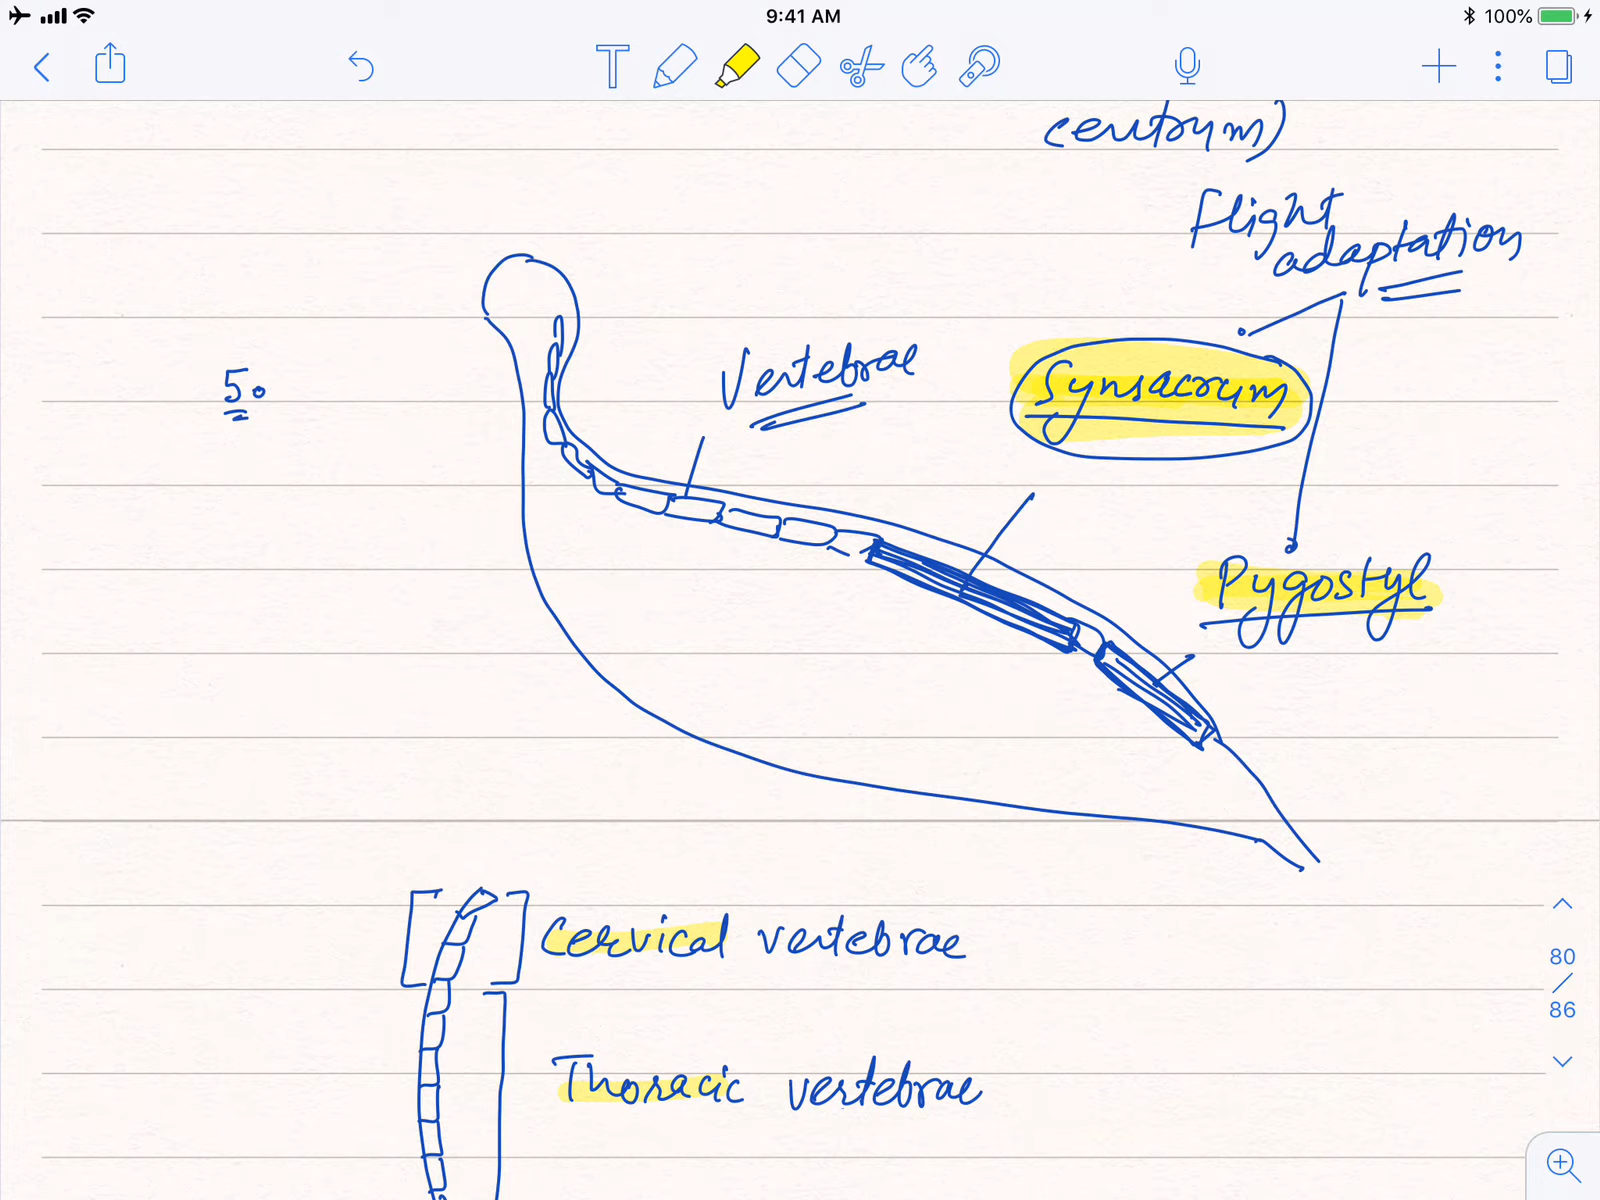 9:41 AM
100%
T
centrum)
flight
adaptation
5.
Vertebrae
Synsacrum
Pygostyl
Cervical vertebrae
80
/
86
Thoracic vertebrae